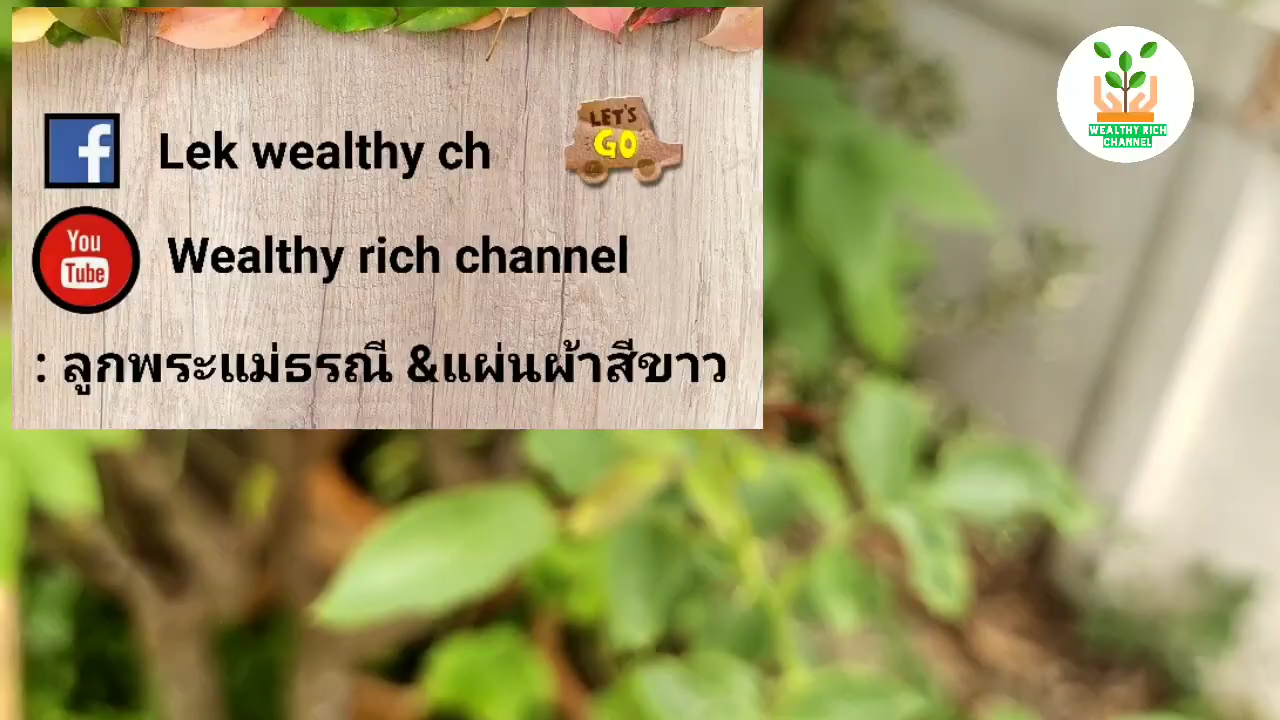 LET'S
GO
Lek wealthy ch
You
Tube
Wealthy rich channel
: ลูกพระแม่ธรณี &แผ่นผ้าสีขาว
WEALTHY RICH
CHANNEL